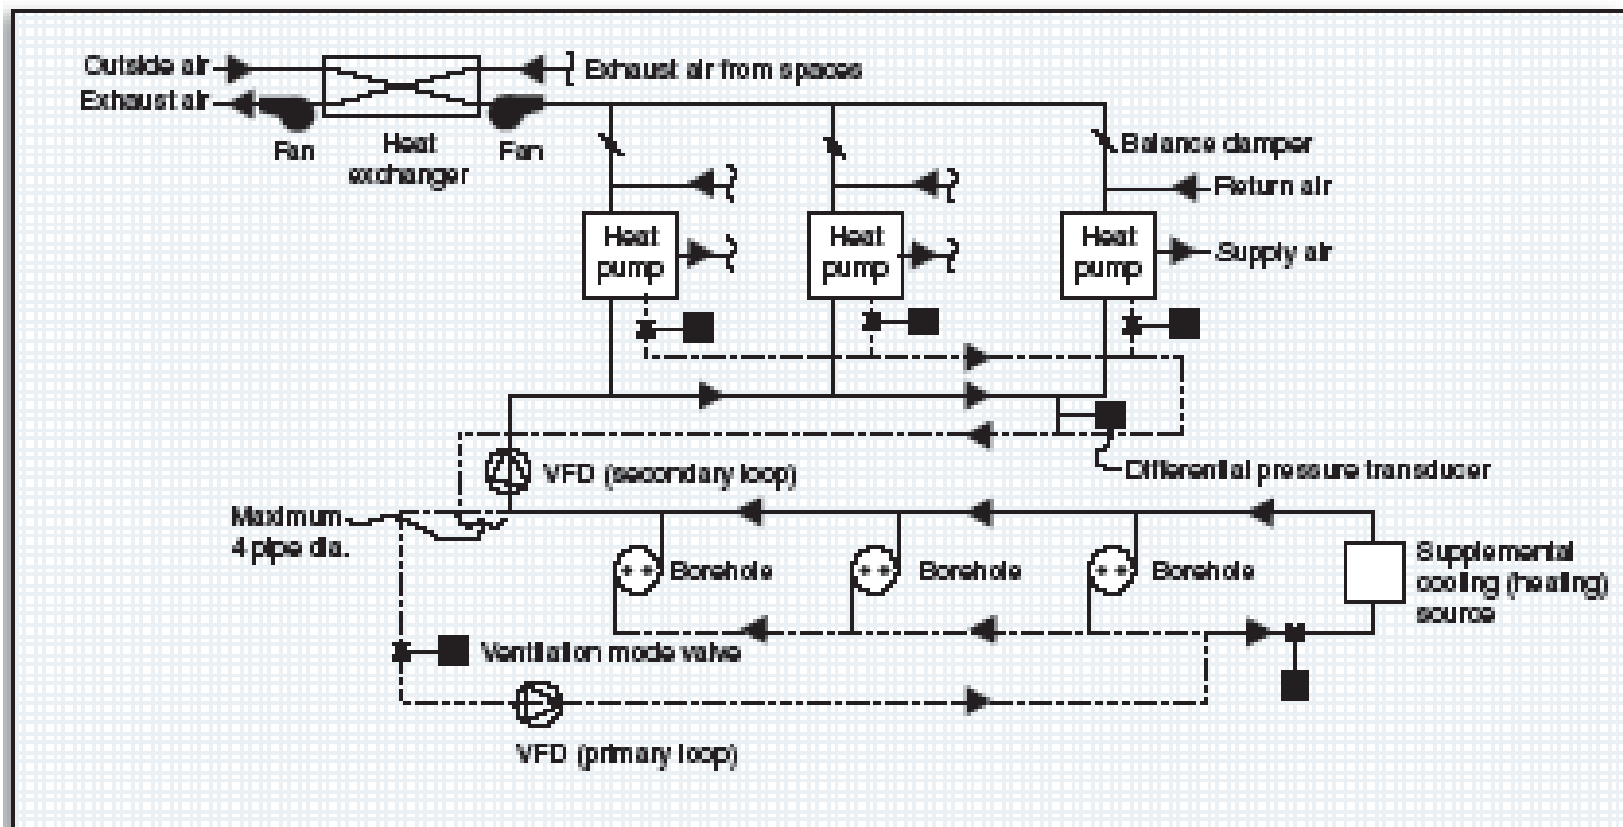 Outside air
Exhaust air from spaces
Exhaust air
Fan
Heat
exchanger
Fan
Balance damper
Return air
Heat
pump
Heat
pump
Heat
pump
Supply air
Differential pressure transducer
VFD (secondary loop)
Maximum
4 pipe dia.
Borehole
Borehole
Borehole
Supplemental
cooling (heating)
source
Ventilation mode valve
VFD (primary loop)